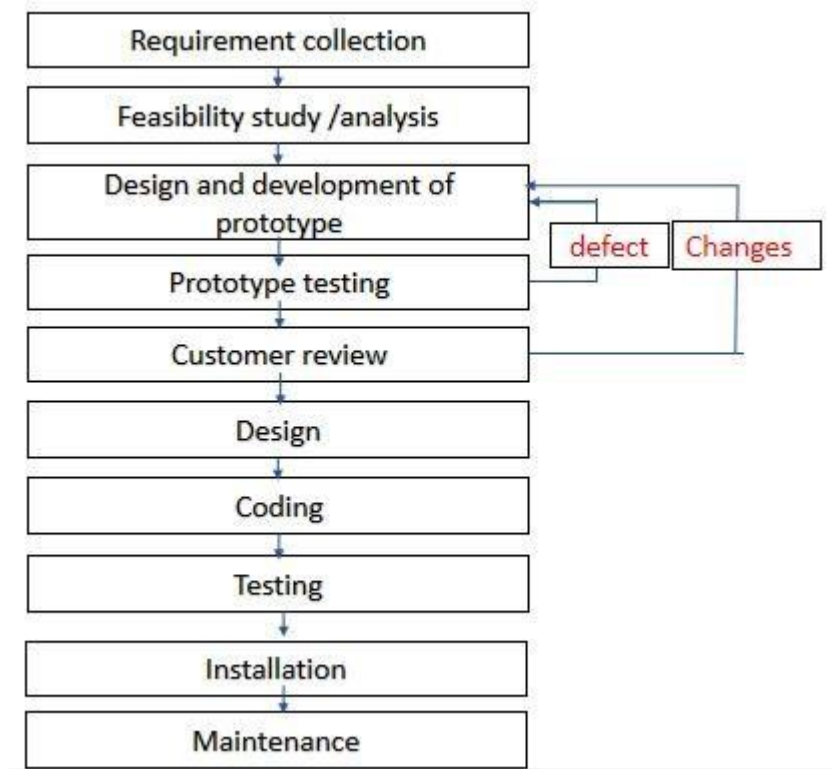 Requirement collection
Feasibility study /analysis
Design and development of
prototype
defect
Changes
Prototype testing
Customer review
Design
Coding
Testing
Installation
Maintenance